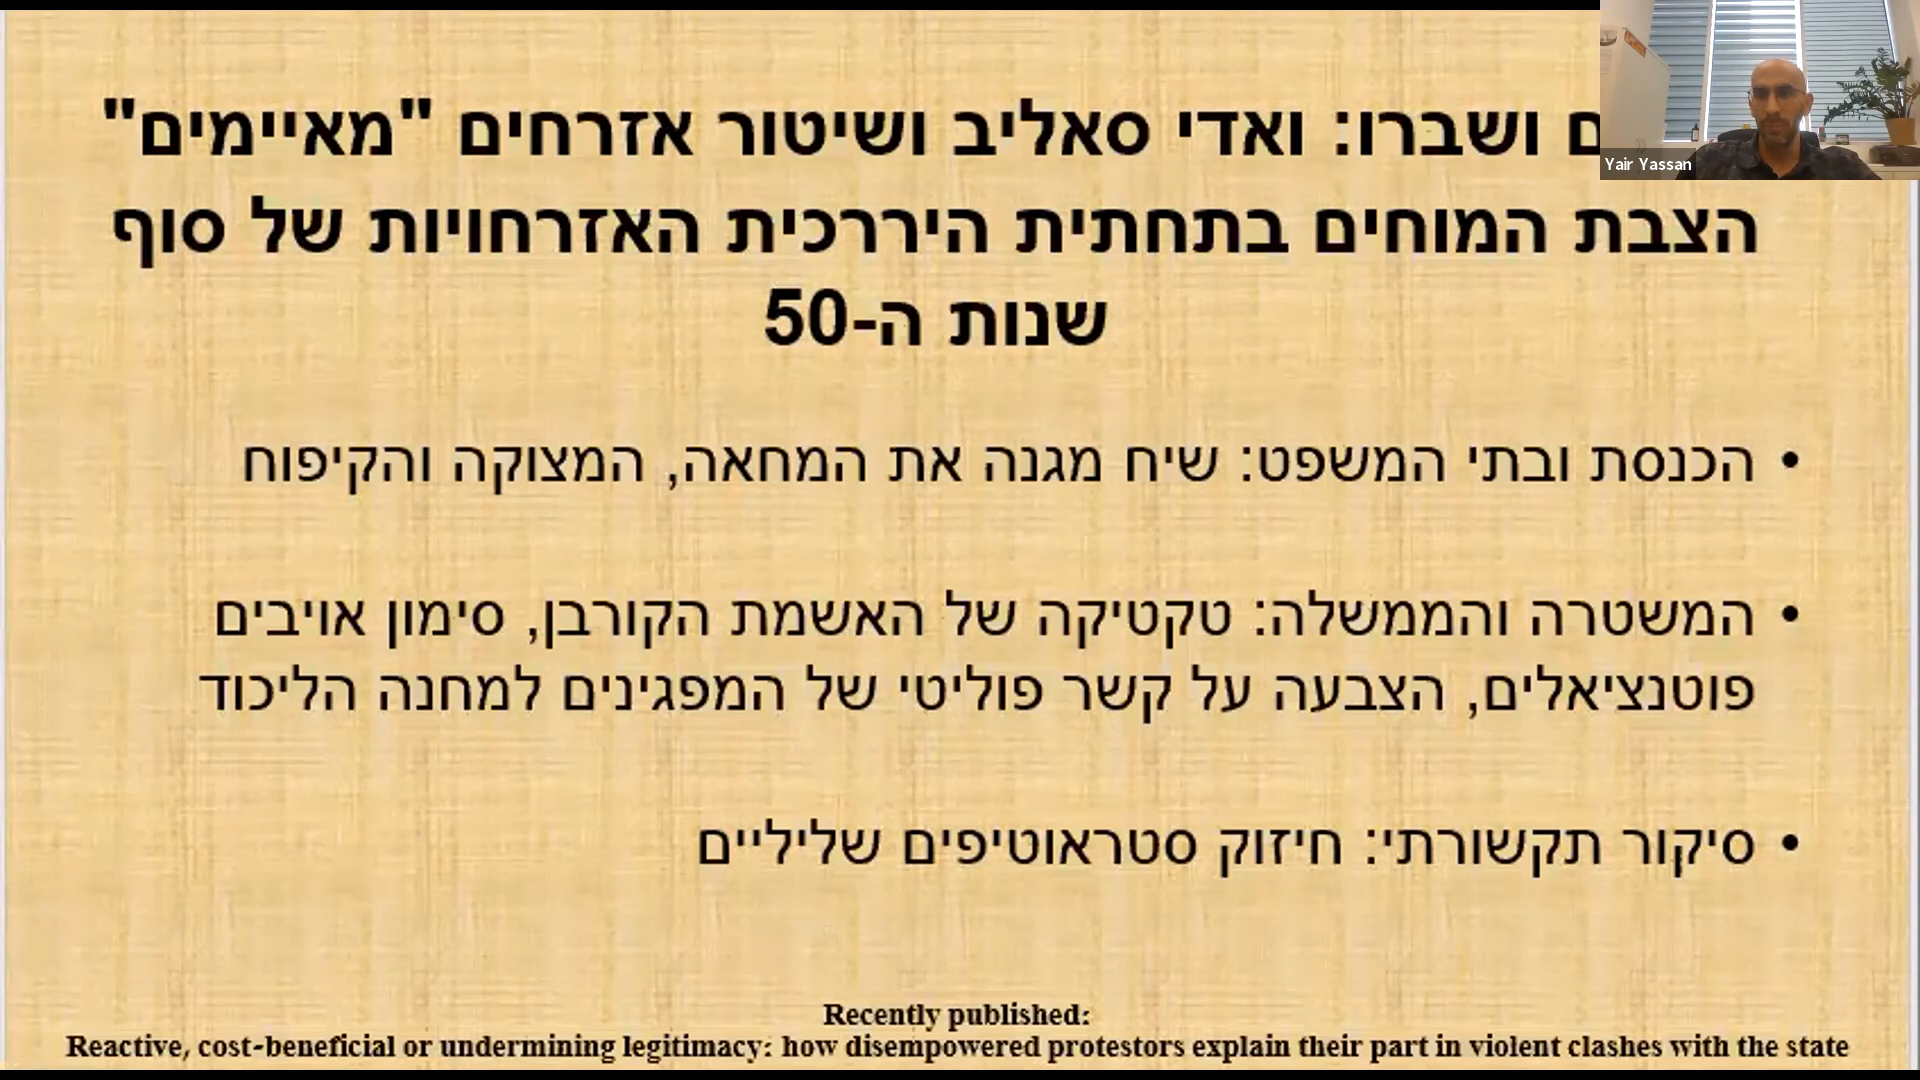 ושברו: ואדי סאליב ושיטור אזרחים "מאיימים"
הצבת המוחים בתחתית היררכית האזרחויות של סוף
שנות ה-50
• הכנסת ובתי המשפט: שיח מגנה את המחאה, המצוקה והקיפוח
• המשטרה והממשלה: טקטיקה של האשמת הקורבן, סימון אויבים
פוטנציאלים, הצבעה על קשר פוליטי של המפגינים למחנה הליכוד
• סיקור תקשורתי: חיזוק סטראוטיפים שליליים
Recently published:
Reactive, cost-beneficial or undermining legitimacy: how disempowered protestors explain their part in violent clashes with the state
Yair Yassan